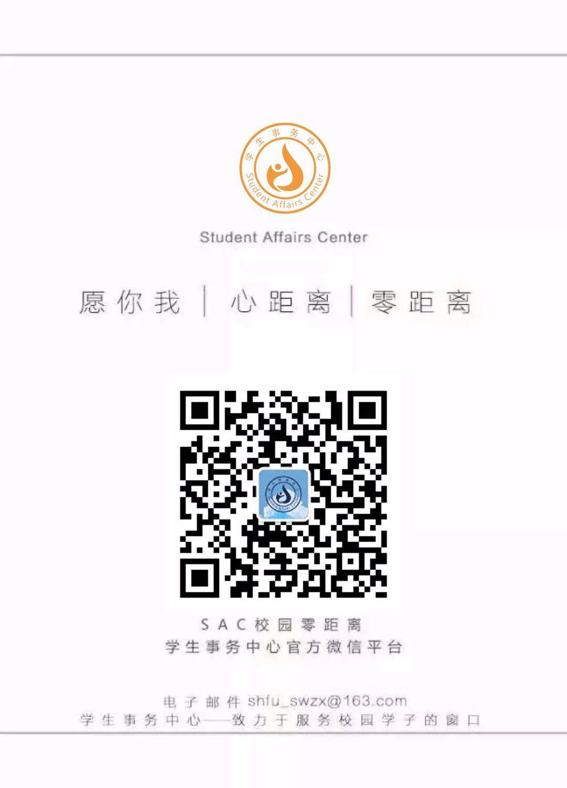 学生事务中心
Student Affairs Center
Student Affairs Center
愿你我 | 心距离 | 零距离
SAC校园零距离
学生事务中心官方微信平台
电子邮件 shfu_swzx@163.com
学生事务中心——致力于服务校园学子的窗口